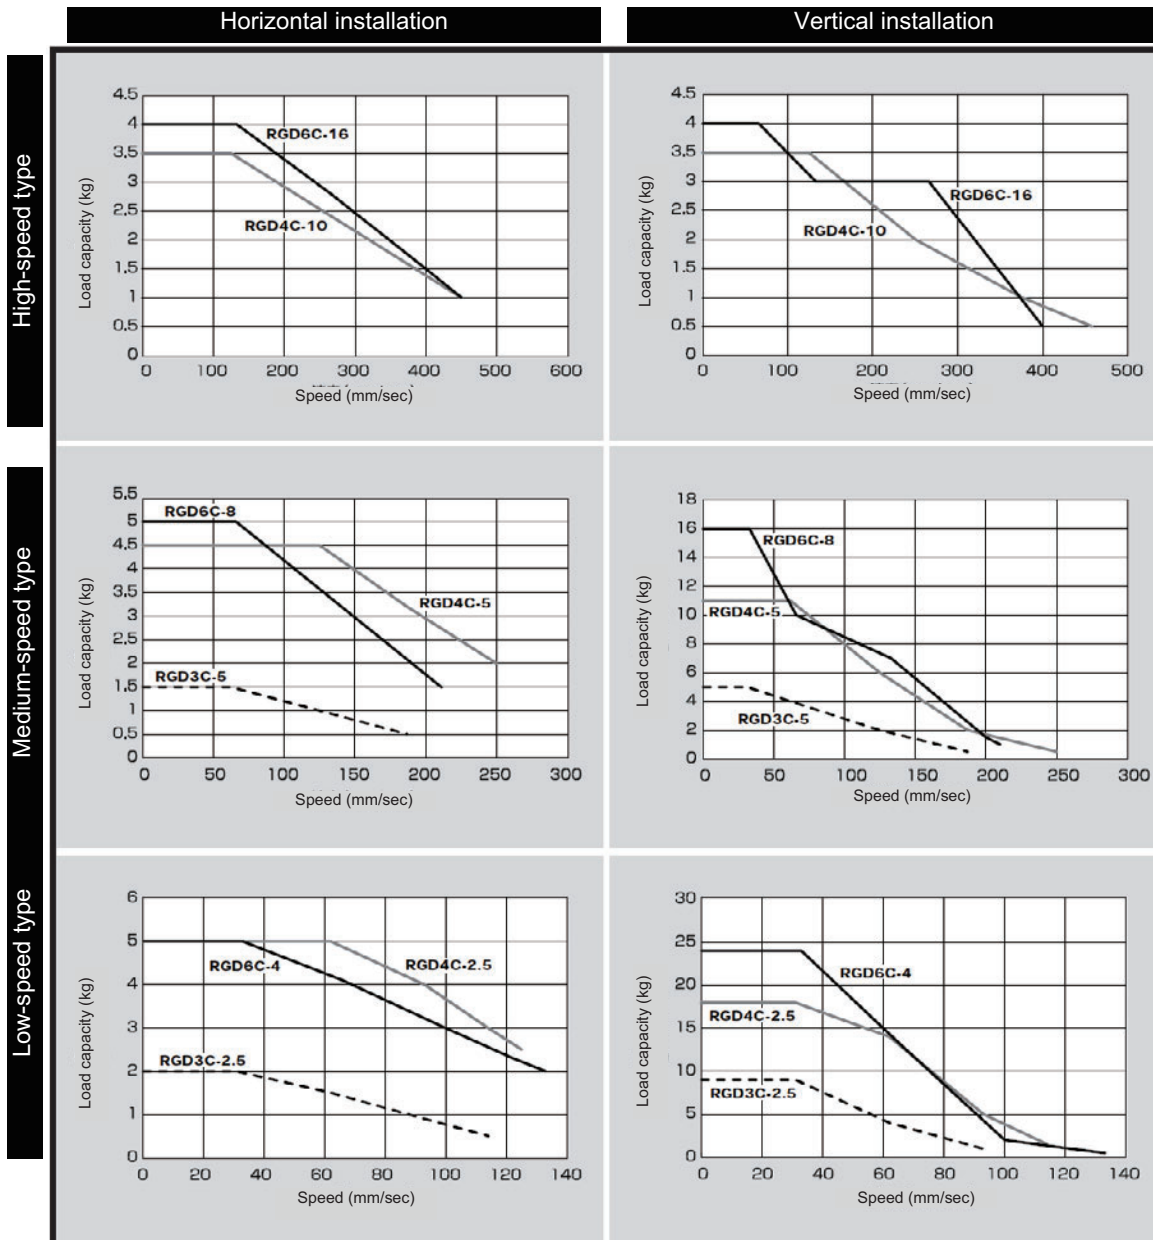 Horizontal installation
Vertical installation
High-speed type
4.5
4
3.5
3
2.5
2
1.5
1
0.5
0
Load capacity (kg)
RGD6C-16
RGD4C-10
0 100 200 300 400 500 600
Speed (mm/sec)
4.5
4
3.5
3
2.5
2
1.5
1
0.5
0
Load capacity (kg)
RGD6C-16
RGD4C-10
0 100 200 300 400 500
Speed (mm/sec)
Medium-speed type
5.5
5
4.5
4
3.5
3
2.5
2
1.5
1
0.5
0
Load capacity (kg)
RGD6C-8
RGD4C-5
RGD3C-5
0 50 100 150 200 250 300
Speed (mm/sec)
18
16
14
12
10
8
6
4
2
0
Load capacity (kg)
RGD6C-8
RGD4C-5
RGD3C-5
0 50 100 150 200 250 300
Speed (mm/sec)
Low-speed type
6
5
4
3
2
1
0
Load capacity (kg)
RGD6C-4
RGD4C-2.5
RGD3C-2.5
0 20 40 60 80 100 120 140
Speed (mm/sec)
30
25
20
15
10
5
0
Load capacity (kg)
RGD6C-4
RGD4C-2.5
RGD3C-2.5
0 20 40 60 80 100 120 140
Speed (mm/sec)